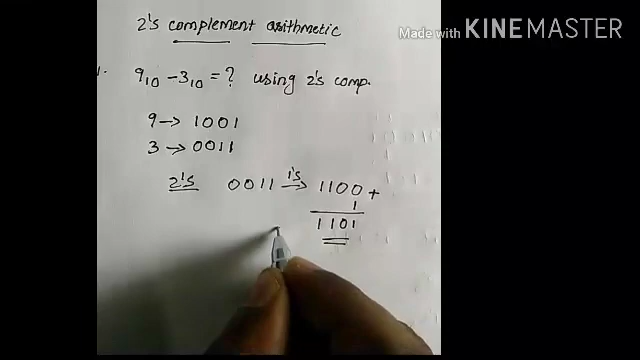 2's complement arithmetic
Made with KINEMASTER
1. 9₁₀ - 3₁₀ = ? using 2's comp.
9 → 1001
3 → 0011
2's 0011 1's → 1100 +
1
1101